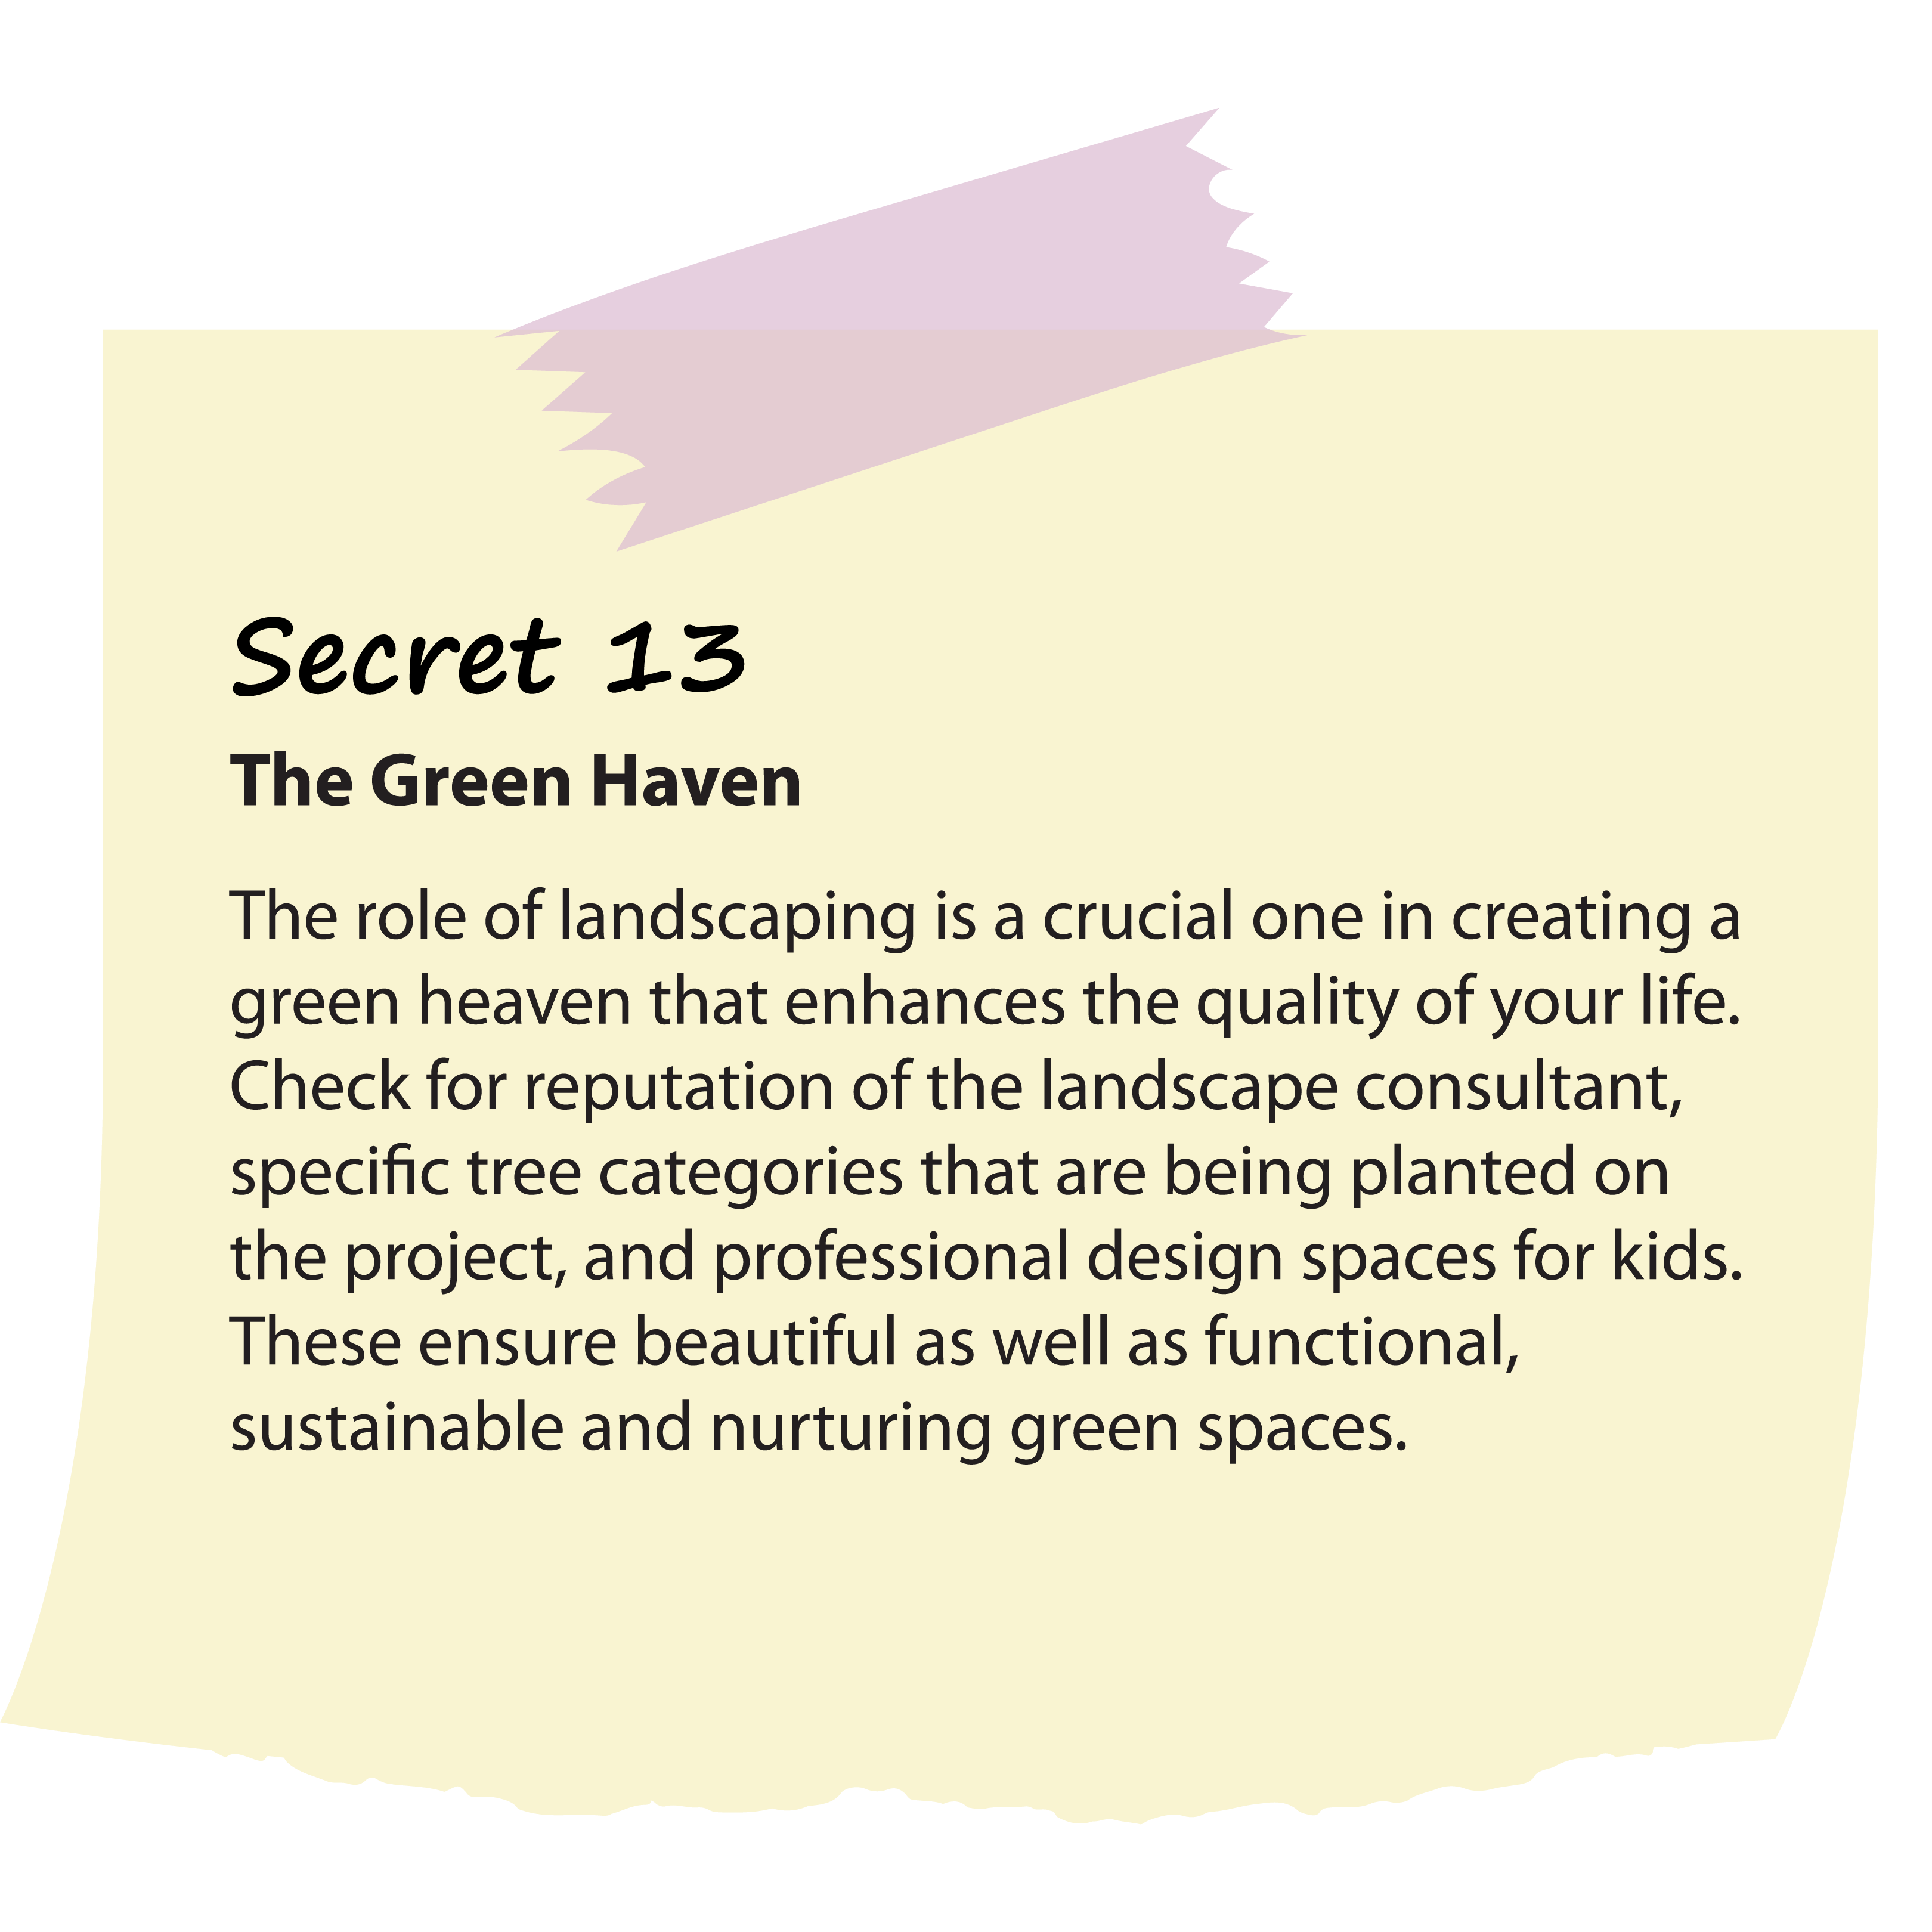 Secret 13
The Green Haven
The role of landscaping is a crucial one in creating a
green heaven that enhances the quality of your life.
Check for reputation of the landscape consultant,
specific tree categories that are being planted on
the project, and professional design spaces for kids.
These ensure beautiful as well as functional,
sustainable and nurturing green spaces.